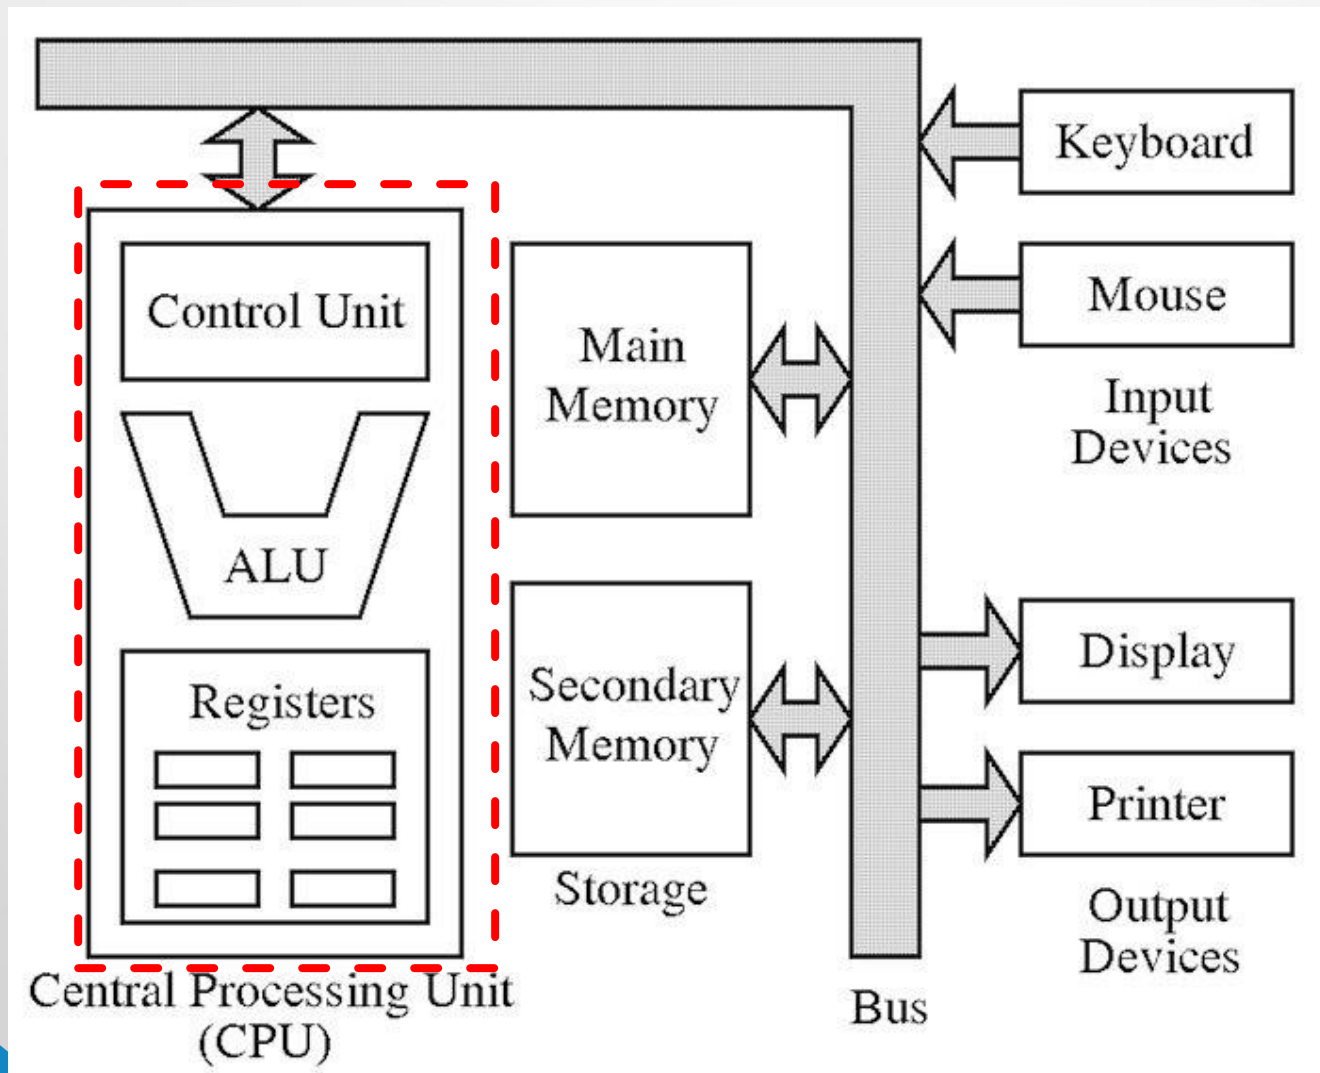 Control Unit
ALU
Registers
Central Processing Unit
(CPU)
Main
Memory
Secondary
Memory
Storage
Bus
Keyboard
Mouse
Input
Devices
Display
Printer
Output
Devices